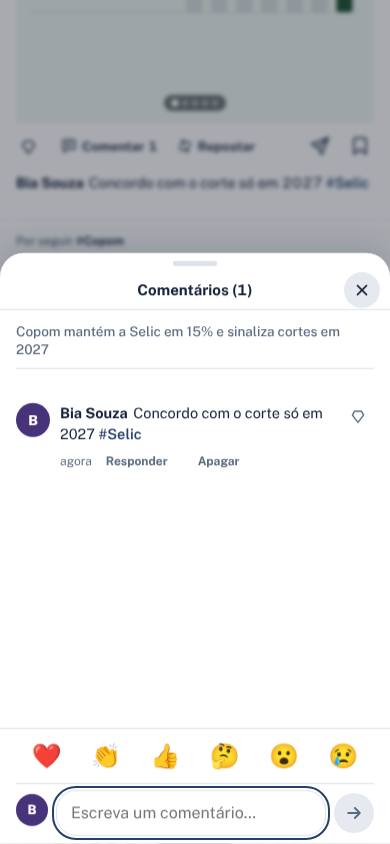 Comentar 1
Repostar
Bia Souza Concordo com o corte só em 2027 #Selic
Por seguir #Copom
Comentários (1)
Copom mantém a Selic em 15% e sinaliza cortes em
2027
B
Bia Souza Concordo com o corte só em
2027 #Selic
agora Responder Apagar
B
Escreva um comentário...